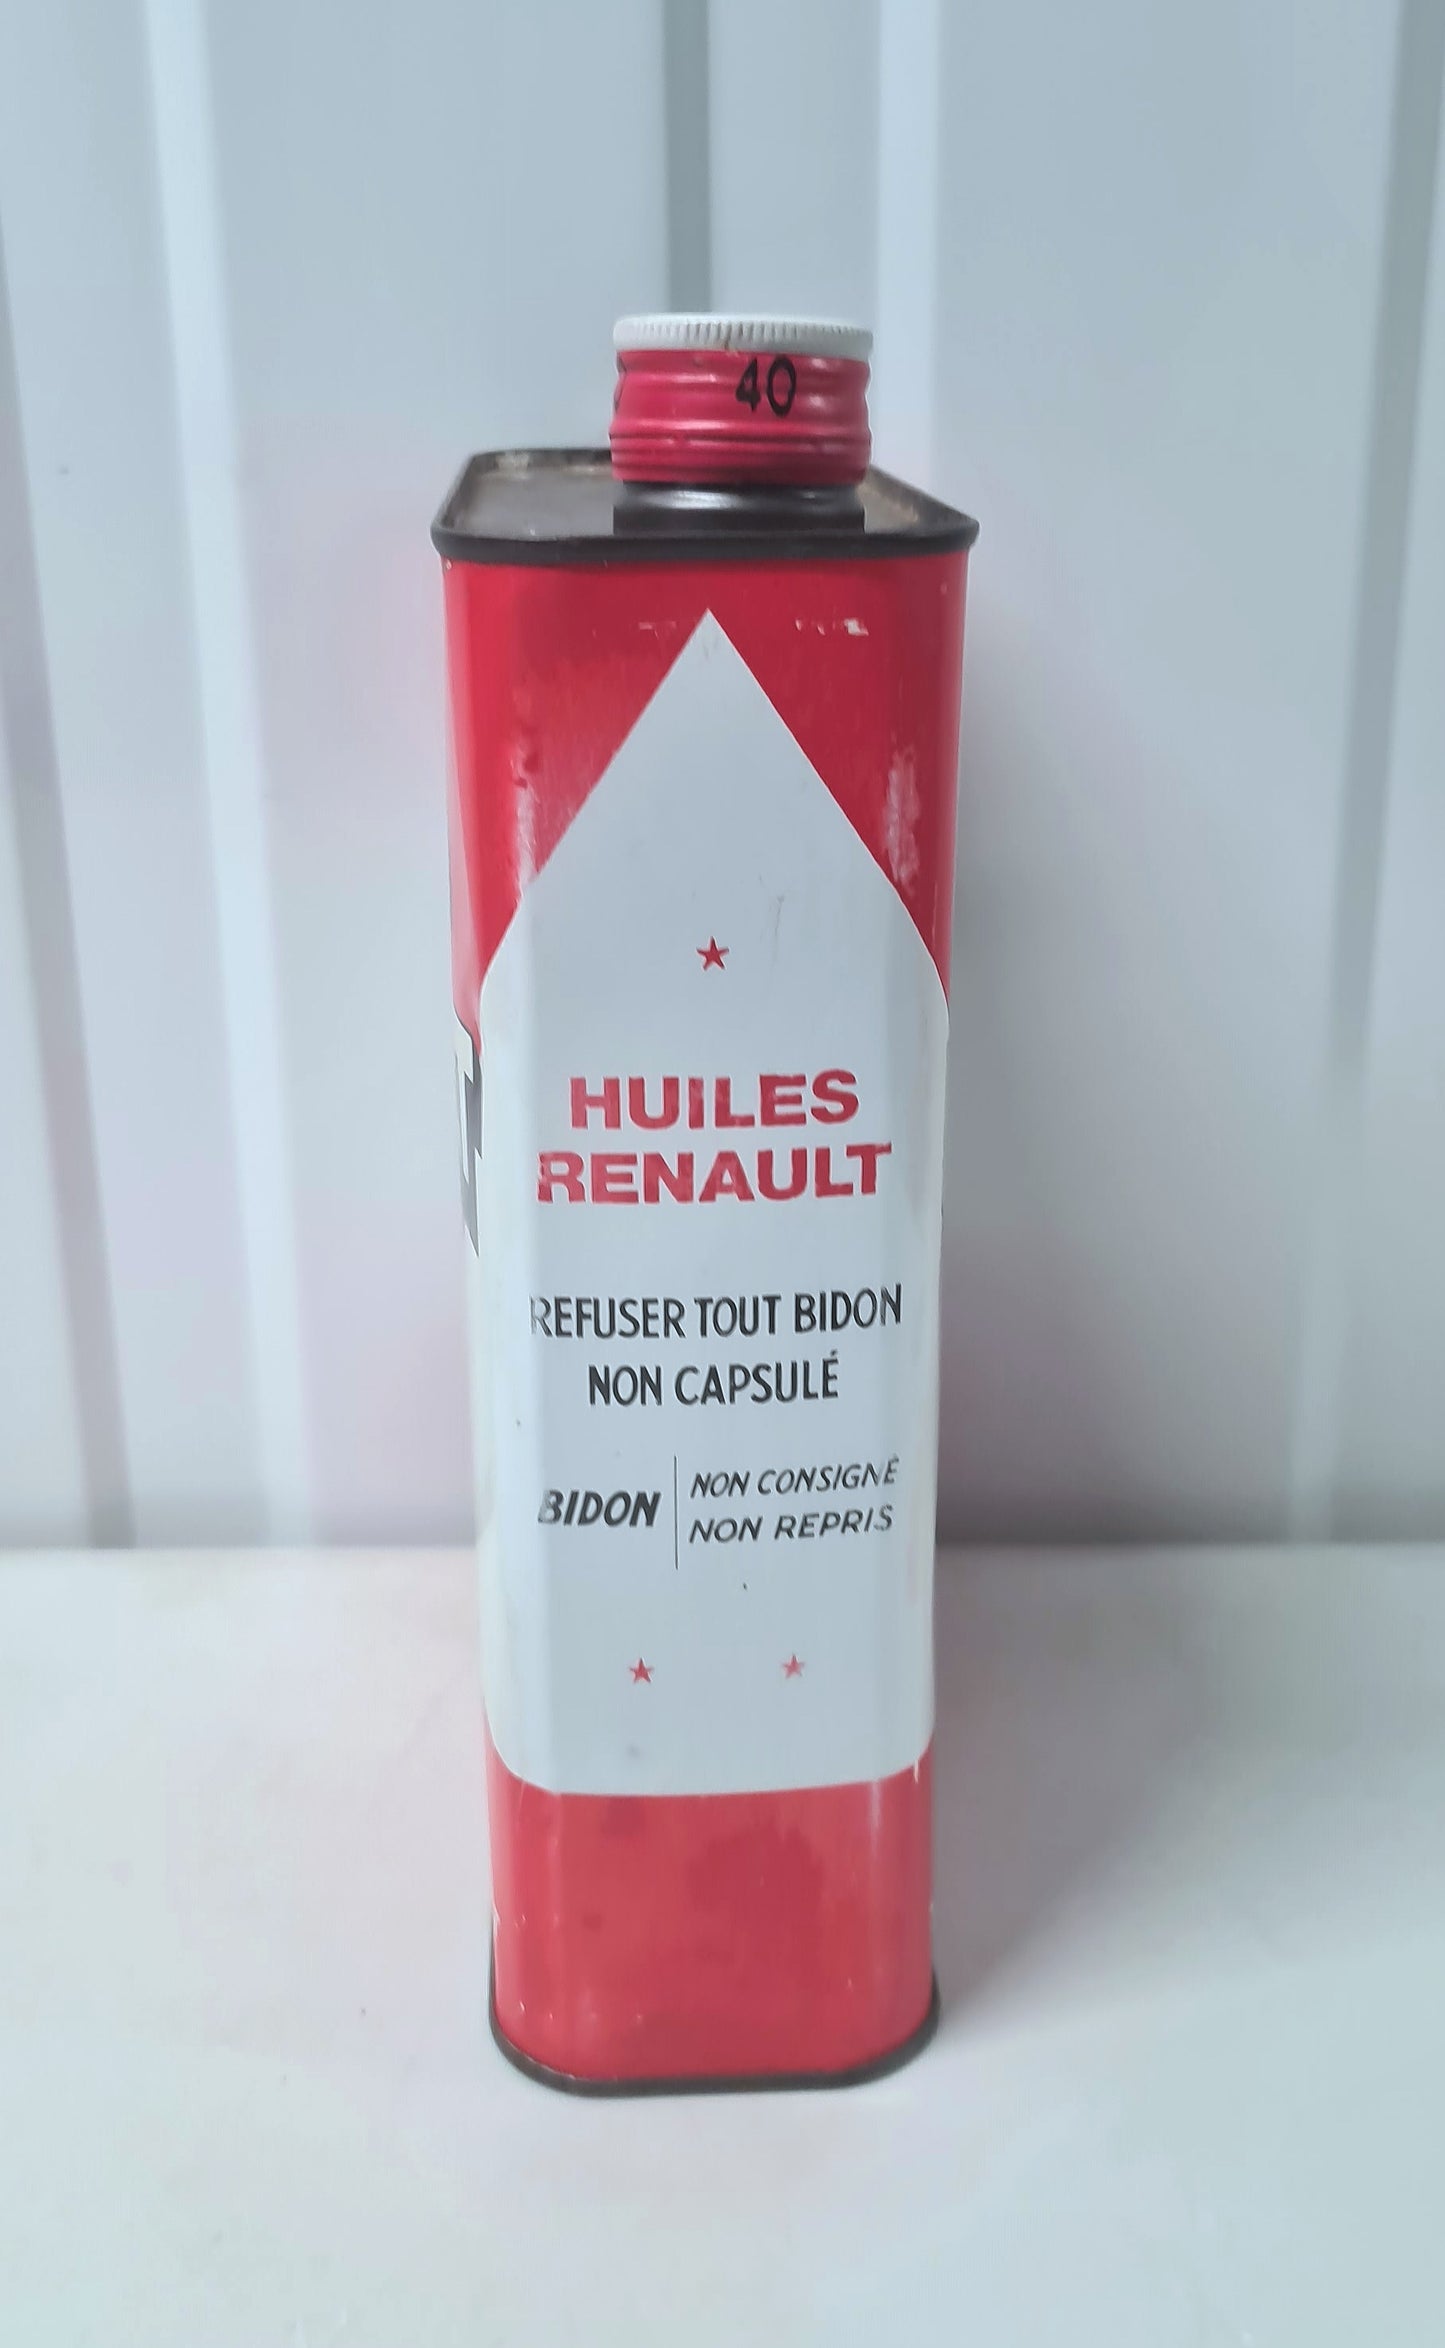 40
HUILES
RENAULT
REFUSER TOUT BIDON
NON CAPSULÉ
BIDON
NON CONSIGNÉ
NON REPRIS